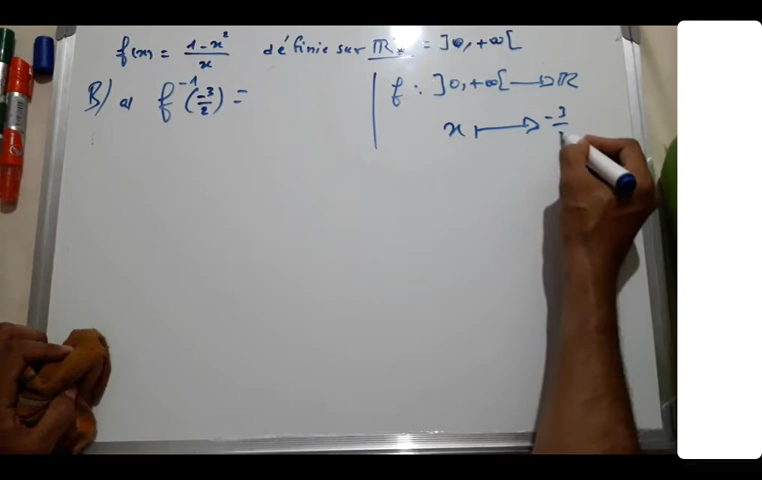 f(x) = 1-x² / x définie sur ℝ*₊ = ]0,+∞[
B) a) f⁻¹(-3/2) =
f : ]0,+∞[ → ℝ
x ↦ -3